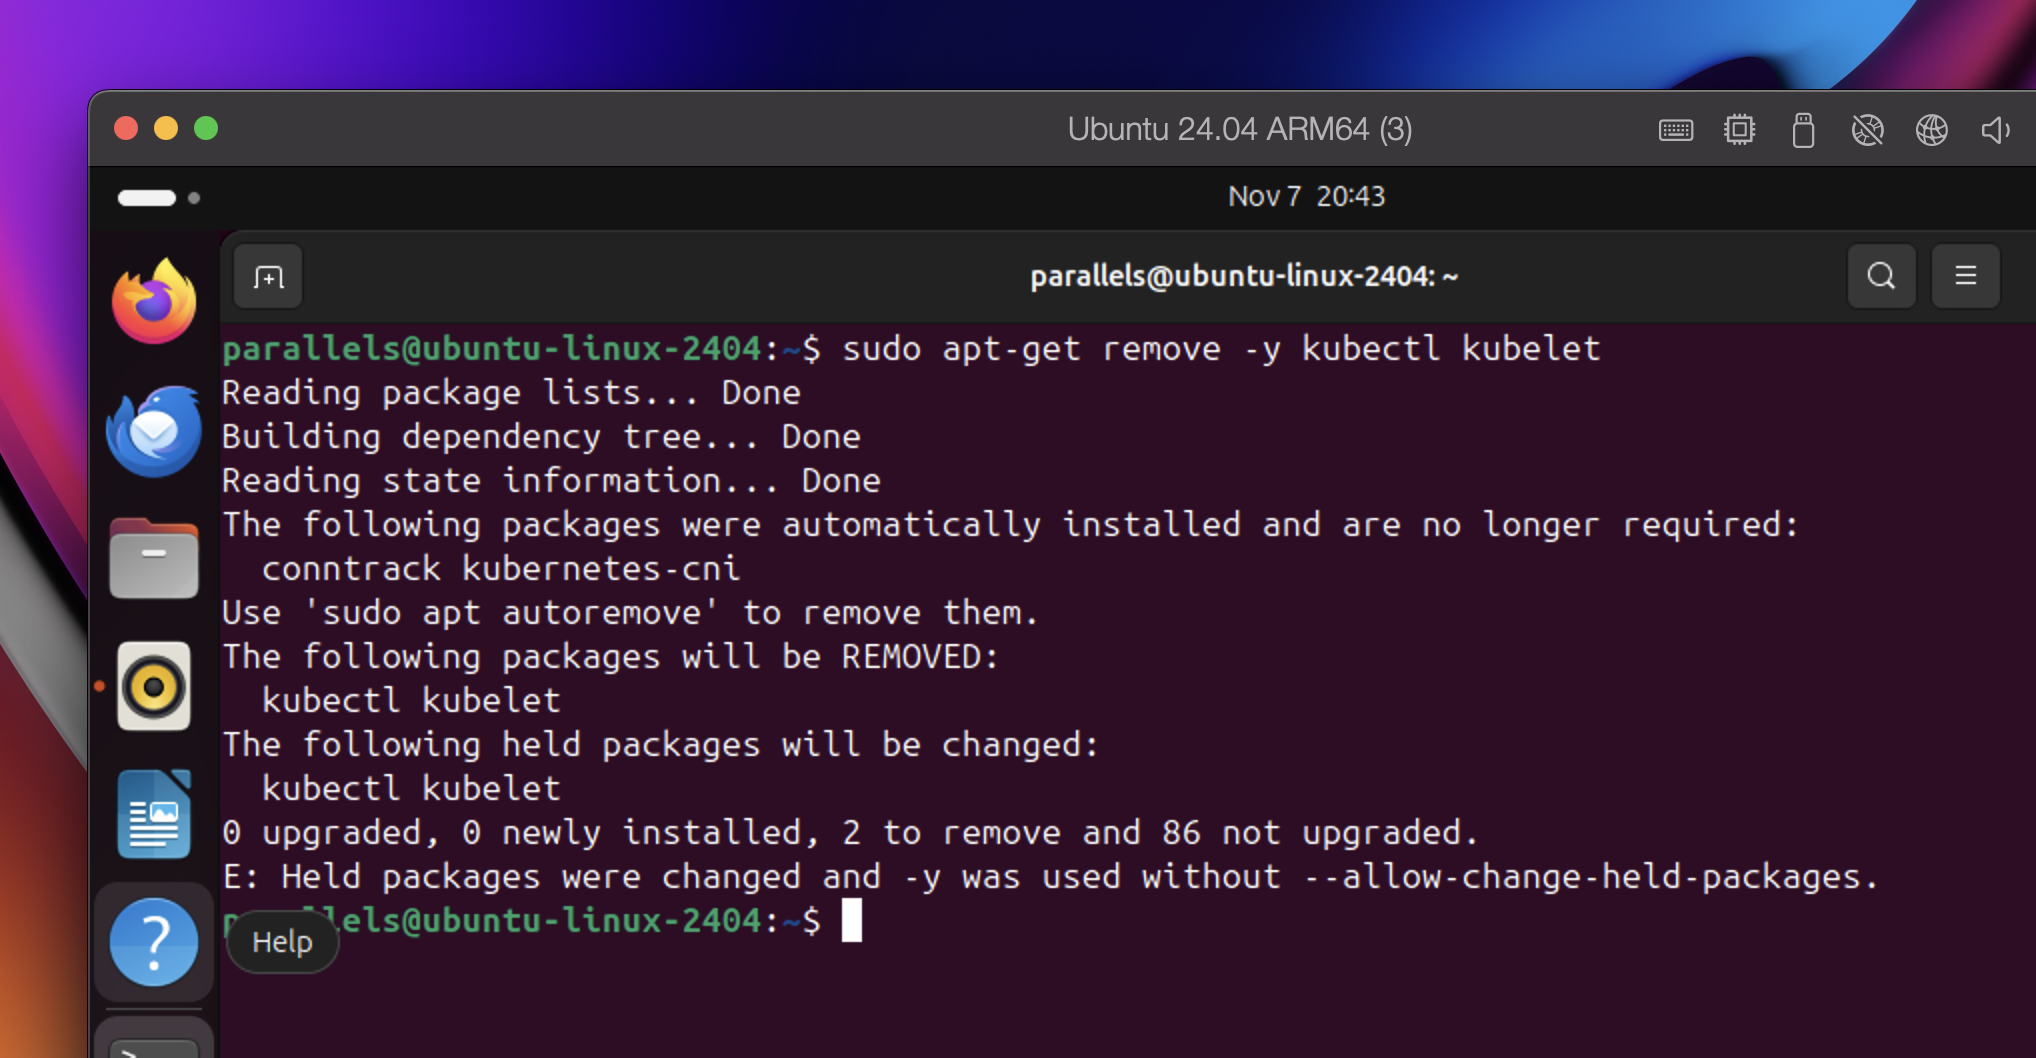 Ubuntu 24.04 ARM64 (3)
Nov 7 20:43
parallels@ubuntu-linux-2404: ~
parallels@ubuntu-linux-2404:~$ sudo apt-get remove -y kubectl kubelet
Reading package lists... Done
Building dependency tree... Done
Reading state information... Done
The following packages were automatically installed and are no longer required:
  conntrack kubernetes-cni
Use 'sudo apt autoremove' to remove them.
The following packages will be REMOVED:
  kubectl kubelet
The following held packages will be changed:
  kubectl kubelet
0 upgraded, 0 newly installed, 2 to remove and 86 not upgraded.
E: Held packages were changed and -y was used without --allow-change-held-packages.
parallels@ubuntu-linux-2404:~$
Help